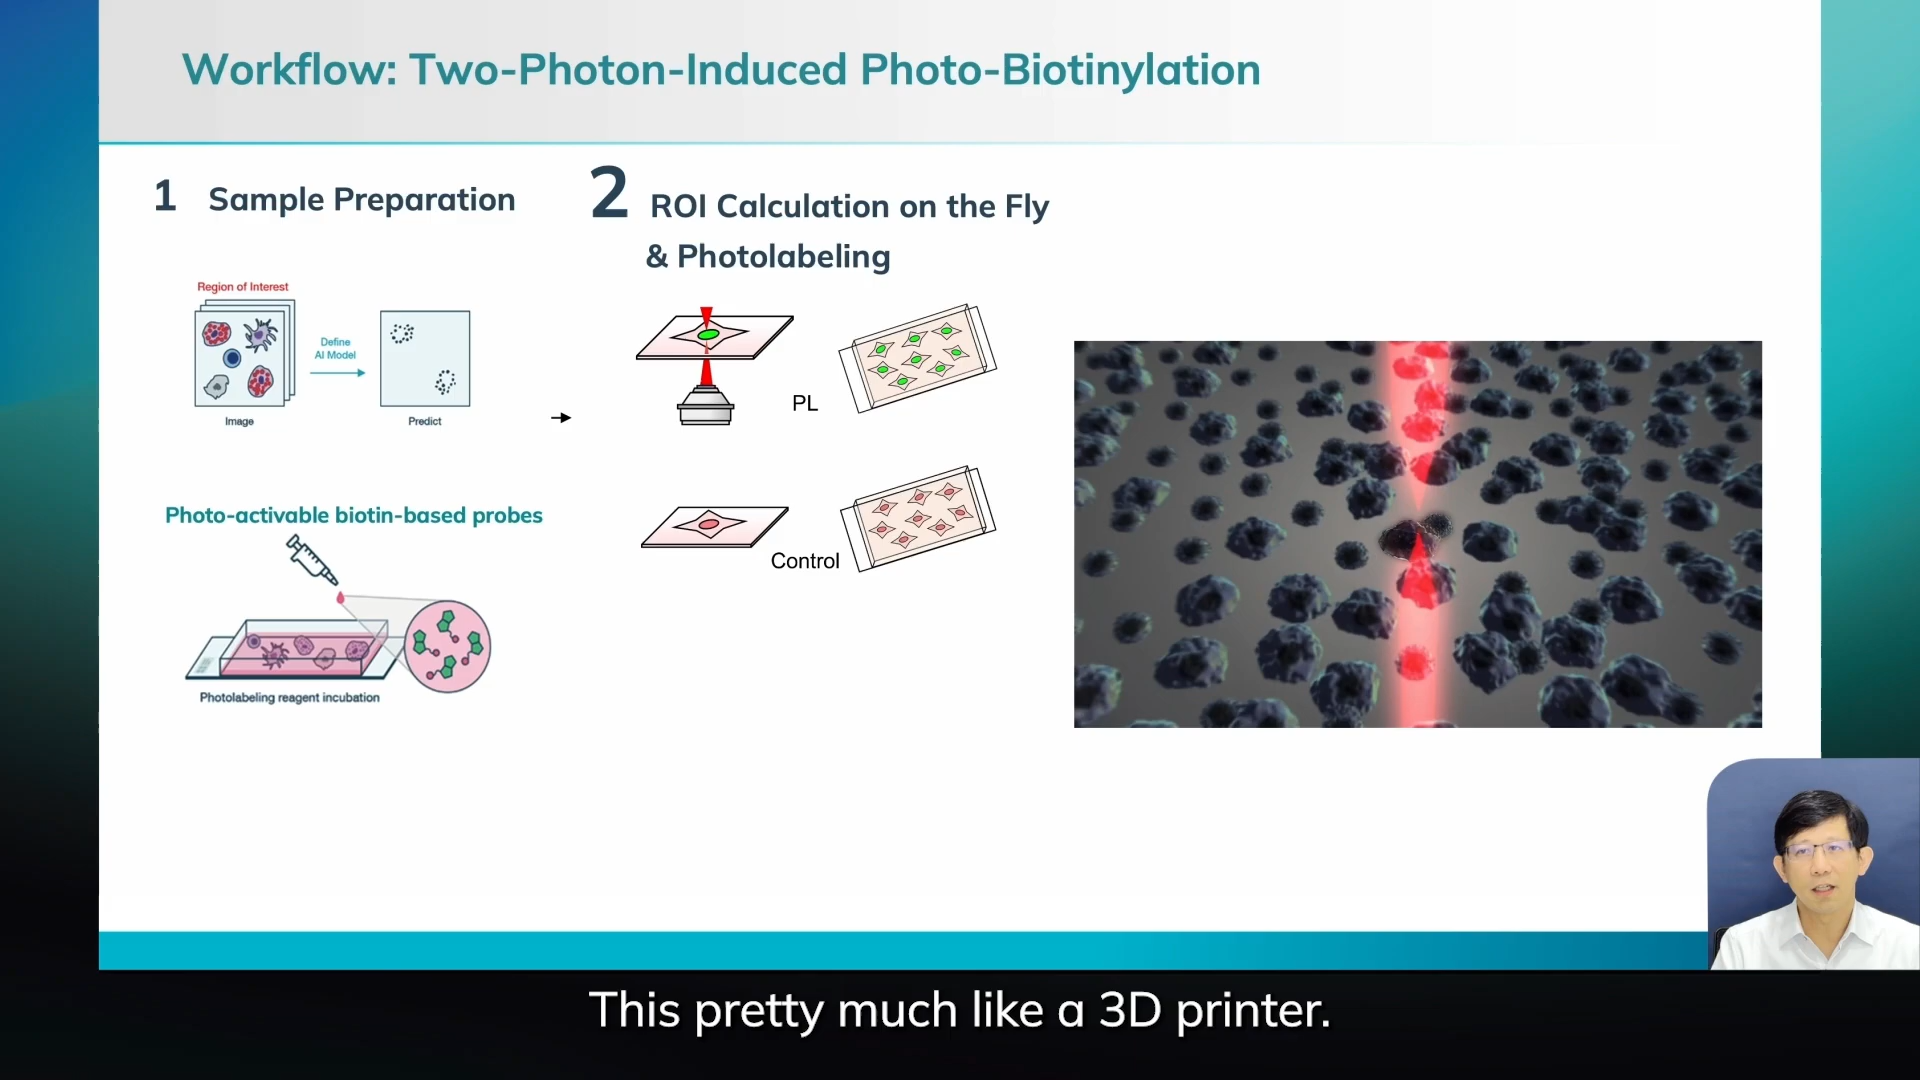 Workflow: Two-Photon-Induced Photo-Biotinylation
1 Sample Preparation
Region of Interest
Define
AI Model
Image
Predict
Photo-activable biotin-based probes
Photolabeling reagent incubation
2 ROI Calculation on the Fly
& Photolabeling
PL
Control
This pretty much like a 3D printer.